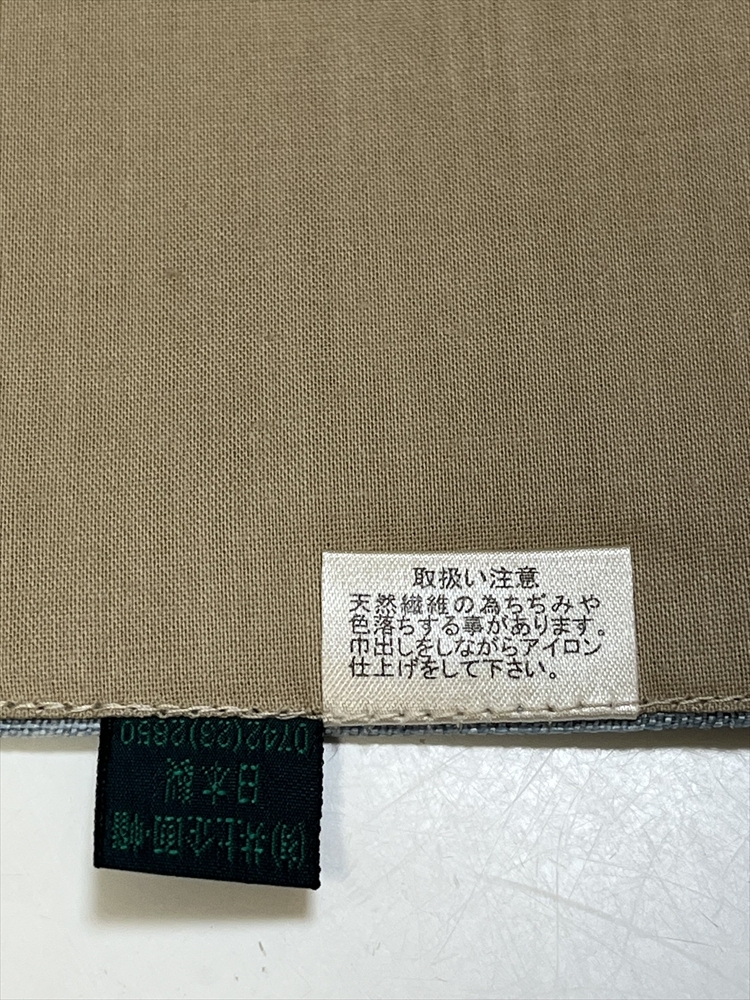 取扱い注意
天然繊維の為ちぢみや
色落ちする事があります。
巾出しをしながらアイロン
仕上げをして下さい。
(有)井上企画・幡
日本製
0742(23)2850